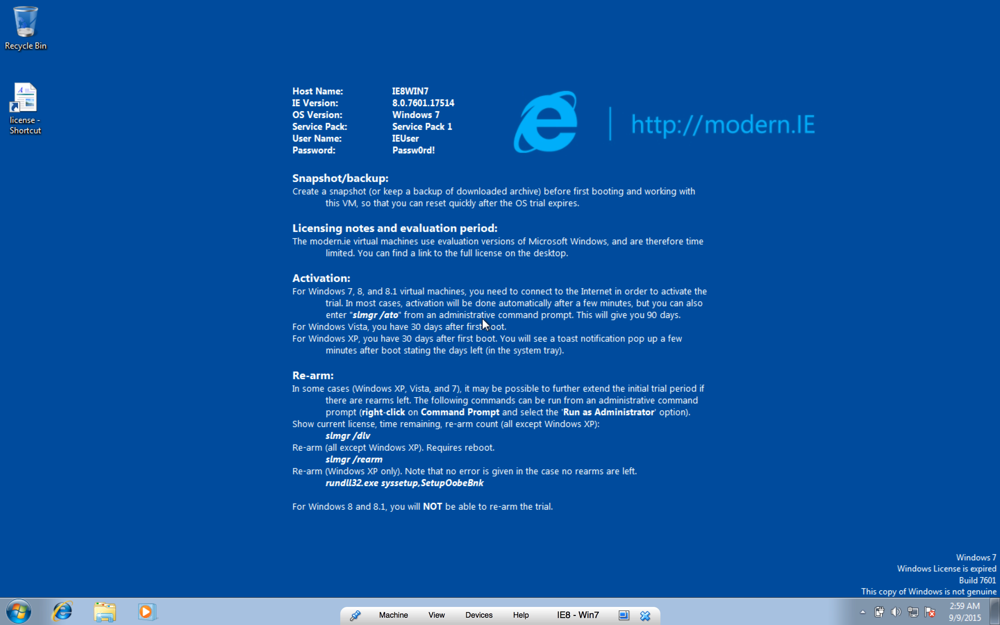 Recycle Bin
license -
Shortcut
Host Name: IE8WIN7
IE Version: 8.0.7601.17514
OS Version: Windows 7
Service Pack: Service Pack 1
User Name: IEUser
Password: Passw0rd!
http://modern.IE
Snapshot/backup:
Create a snapshot (or keep a backup of downloaded archive) before first booting and working with
this VM, so that you can reset quickly after the OS trial expires.
Licensing notes and evaluation period:
The modern.ie virtual machines use evaluation versions of Microsoft Windows, and are therefore time
limited. You can find a link to the full license on the desktop.
Activation:
For Windows 7, 8, and 8.1 virtual machines, you need to connect to the Internet in order to activate the
trial. In most cases, activation will be done automatically after a few minutes, but you can also
enter "slmgr /ato" from an administrative command prompt. This will give you 90 days.
For Windows Vista, you have 30 days after first boot.
For Windows XP, you have 30 days after first boot. You will see a toast notification pop up a few
minutes after boot stating the days left (in the system tray).
Re-arm:
In some cases (Windows XP, Vista, and 7), it may be possible to further extend the initial trial period if
there are rearms left. The following commands can be run from an administrative command
prompt (right-click on Command Prompt and select the 'Run as Administrator' option).
Show current license, time remaining, re-arm count (all except Windows XP):
slmgr /dlv
Re-arm (all except Windows XP). Requires reboot.
slmgr /rearm
Re-arm (Windows XP only). Note that no error is given in the case no rearms are left.
rundll32.exe syssetup,SetupOobeBnk
For Windows 8 and 8.1, you will NOT be able to re-arm the trial.
Windows 7
Windows License is expired
Build 7601
This copy of Windows is not genuine
Machine View Devices Help IE8 - Win7
2:59 AM
9/9/2015